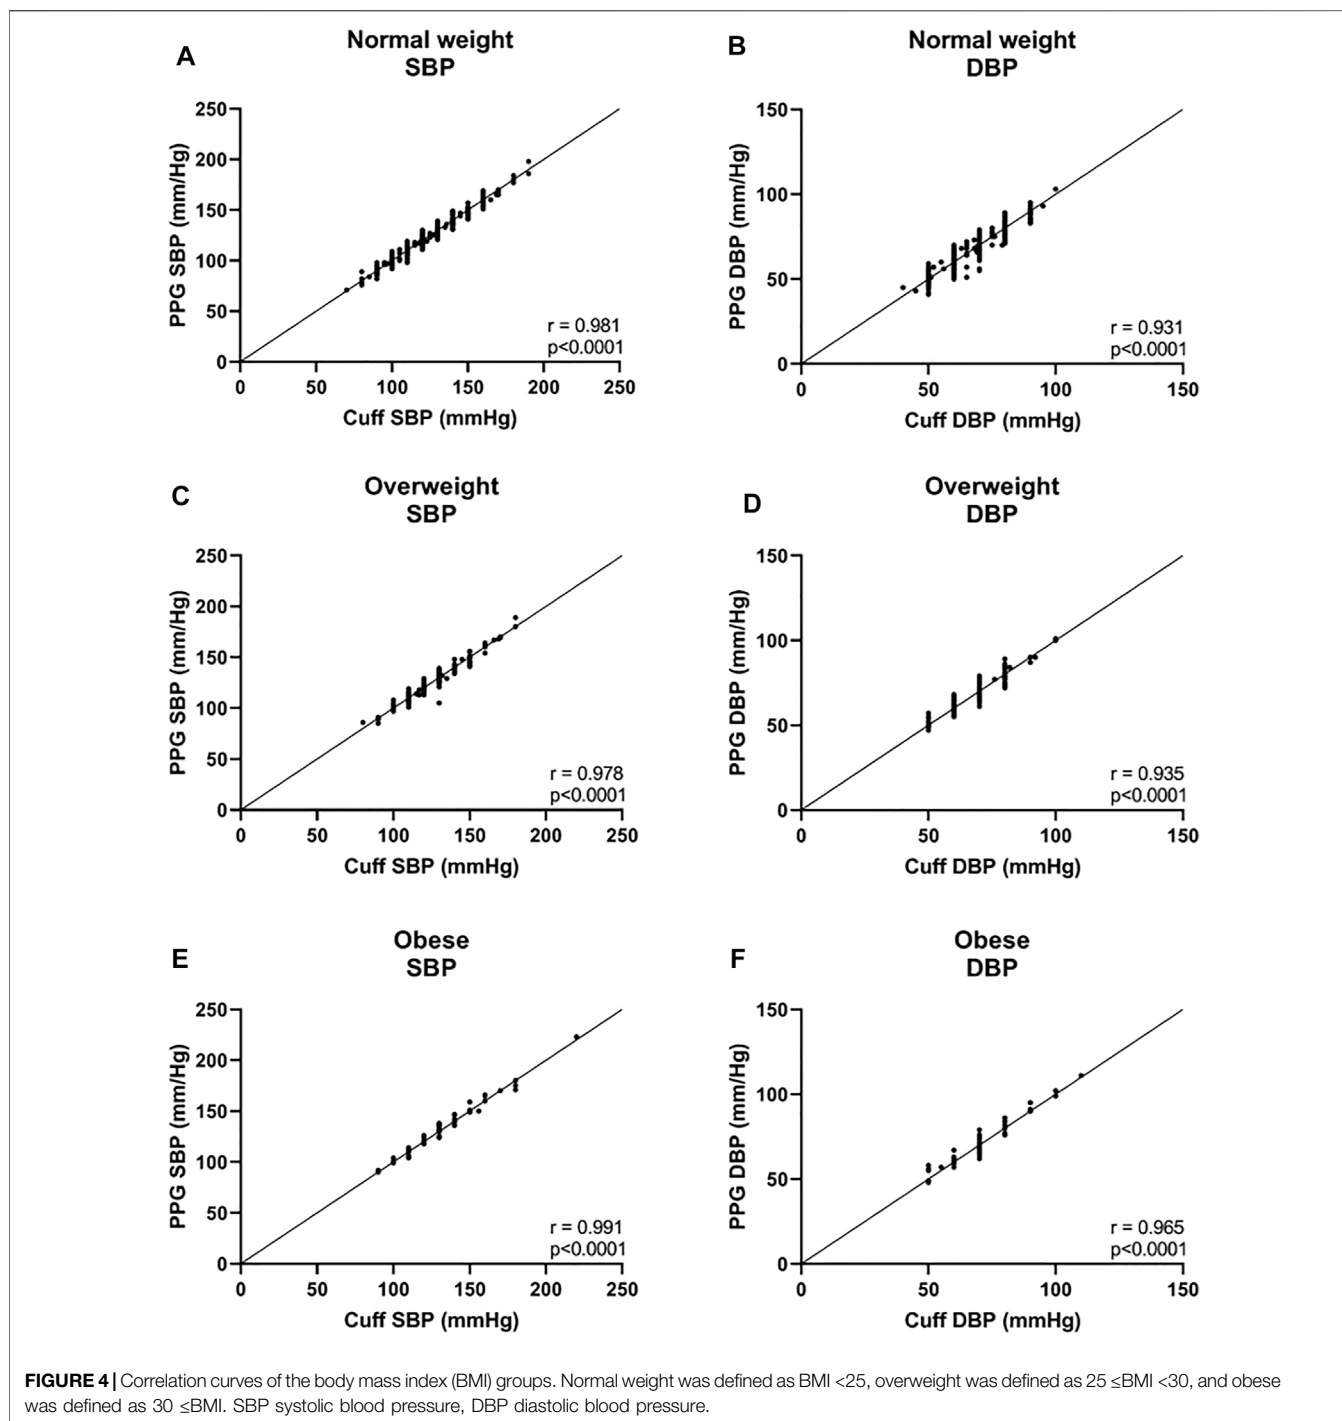 A
Normal weight
SBP
250
200
150
100
50
0
PPG SBP (mm/Hg)
r = 0.981
p<0.0001
0 50 100 150 200 250
Cuff SBP (mmHg)
B
Normal weight
DBP
150
100
50
0
PPG DBP (mm/Hg)
r = 0.931
p<0.0001
0 50 100 150
Cuff DBP (mmHg)
C
Overweight
SBP
250
200
150
100
50
0
PPG SBP (mm/Hg)
r = 0.978
p<0.0001
0 50 100 150 200 250
Cuff SBP (mmHg)
D
Overweight
DBP
150
100
50
0
PPG DBP (mm/Hg)
r = 0.935
p<0.0001
0 50 100 150
Cuff DBP (mmHg)
E
Obese
SBP
250
200
150
100
50
0
PPG SBP (mm/Hg)
r = 0.991
p<0.0001
0 50 100 150 200 250
Cuff SBP (mmHg)
F
Obese
DBP
150
100
50
0
PPG DBP (mm/Hg)
r = 0.965
p<0.0001
0 50 100 150
Cuff DBP (mmHg)
FIGURE 4 | Correlation curves of the body mass index (BMI) groups. Normal weight was defined as BMI <25, overweight was defined as 25 ≤BMI <30, and obese
was defined as 30 ≤BMI. SBP systolic blood pressure, DBP diastolic blood pressure.